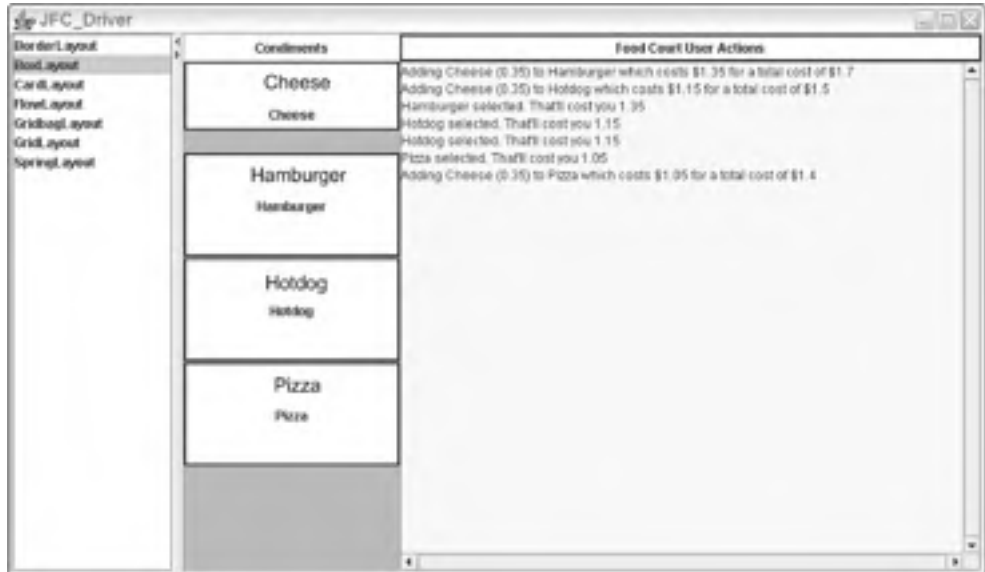 JFC_Driver
BorderLayout
BoxLayout
CardLayout
FlowLayout
GridbagLayout
GridLayout
SpringLayout
Condiments
Cheese
Cheese
Hamburger
Hamburger
Hotdog
Hotdog
Pizza
Pizza
Food Court User Actions
Adding Cheese (0.35) to Hamburger which costs $1.35 for a total cost of $1.7
Adding Cheese (0.35) to Hotdog which costs $1.15 for a total cost of $1.5
Hamburger selected. That'll cost you 1.35
Hotdog selected. That'll cost you 1.15
Hotdog selected. That'll cost you 1.15
Pizza selected. That'll cost you 1.05
Adding Cheese (0.35) to Pizza which costs $1.05 for a total cost of $1.4